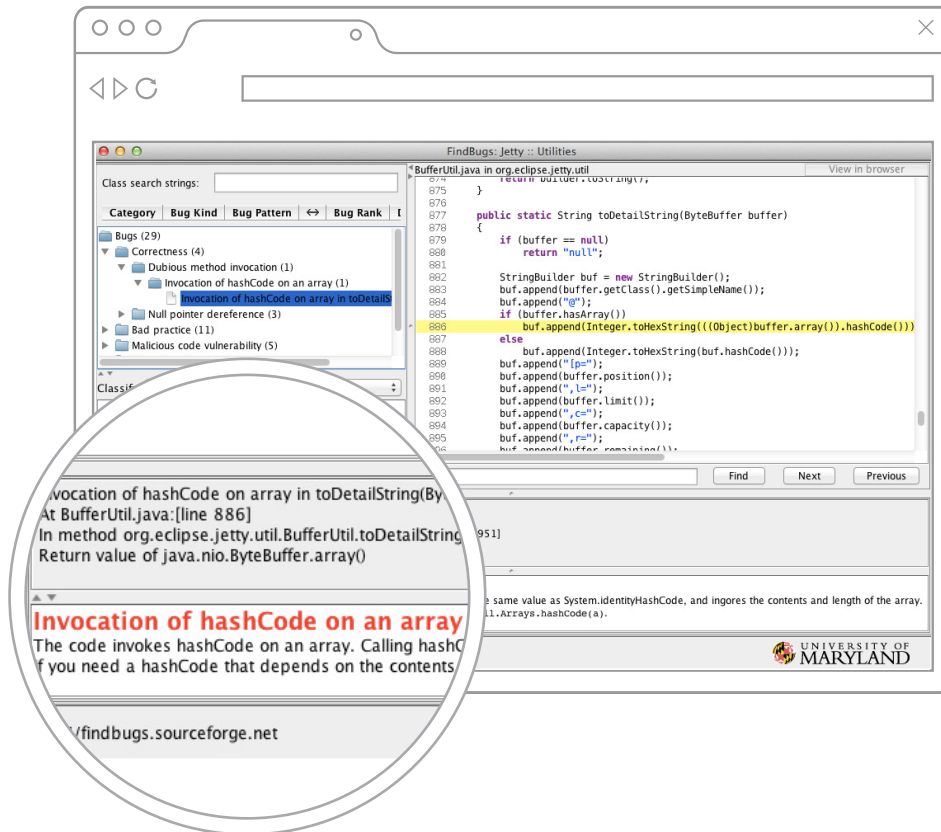 FindBugs: Jetty :: Utilities
Class search strings:
Category Bug Kind Bug Pattern ↔ Bug Rank
Bugs (29)
Correctness (4)
Dubious method invocation (1)
Invocation of hashCode on an array (1)
Invocation of hashCode on array in toDetailS
Null pointer dereference (3)
Bad practice (11)
Malicious code vulnerability (5)
Classif
BufferUtil.java in org.eclipse.jetty.util View in browser
874 return builder.toString();
875 }
876
877 public static String toDetailString(ByteBuffer buffer)
878 {
879 if (buffer == null)
880 return "null";
881
882 StringBuilder buf = new StringBuilder();
883 buf.append(buffer.getClass().getSimpleName());
884 buf.append("@");
885 if (buffer.hasArray())
886 buf.append(Integer.toHexString(((Object)buffer.array()).hashCode()))
887 else
888 buf.append(Integer.toHexString(buf.hashCode()));
889 buf.append("[p=");
890 buf.append(buffer.position());
891 buf.append(",l=");
892 buf.append(buffer.limit());
893 buf.append(",c=");
894 buf.append(buffer.capacity());
895 buf.append(",r=");
896 buf.append(buffer.remaining());
Find Next Previous
vocation of hashCode on array in toDetailString(By
At BufferUtil.java:[line 886]
In method org.eclipse.jetty.util.BufferUtil.toDetailString
951]
Return value of java.nio.ByteBuffer.array()
Invocation of hashCode on an array
The code invokes hashCode on an array. Calling hashC
f you need a hashCode that depends on the contents
e same value as System.identityHashCode, and ingores the contents and length of the array.
il.Arrays.hashCode(a).
/findbugs.sourceforge.net
UNIVERSITY OF
MARYLAND